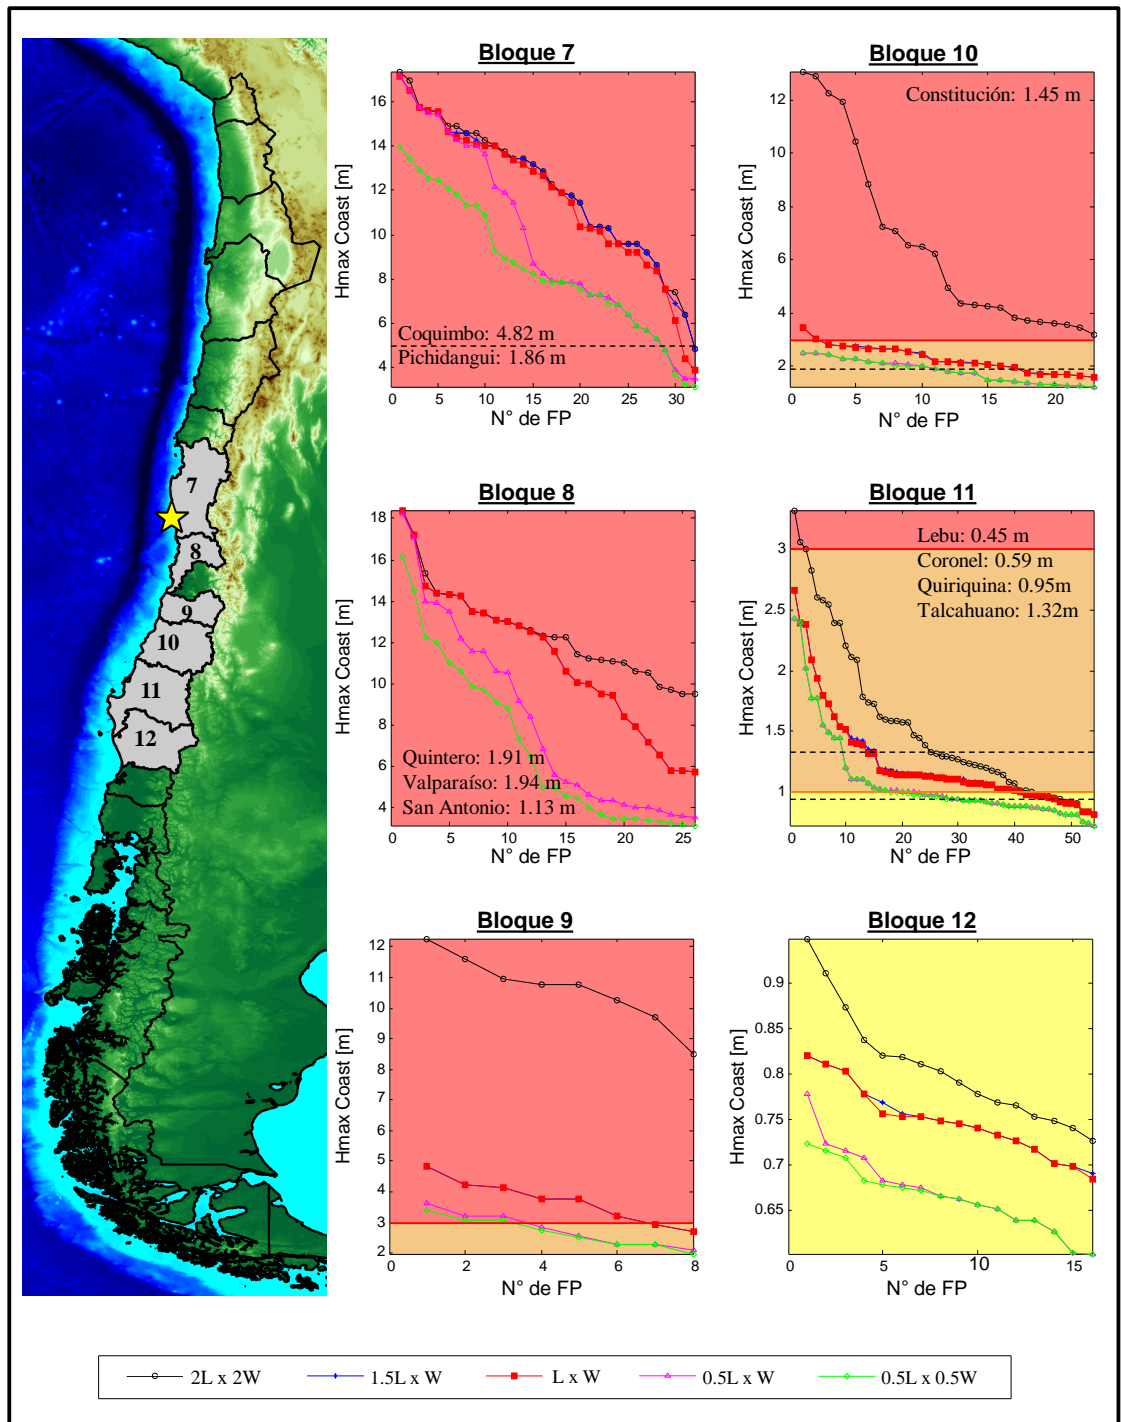 7
8
9
10
11
12
Bloque 7
Hmax Coast [m]
16
14
12
10
8
6
4
Coquimbo: 4.82 m
Pichidangui: 1.86 m
0 5 10 15 20 25 30
N° de FP
Bloque 10
Hmax Coast [m]
12
10
8
6
4
2
Constitución: 1.45 m
0 5 10 15 20
N° de FP
Bloque 8
Hmax Coast [m]
18
16
14
12
10
8
6
4
Quintero: 1.91 m
Valparaíso: 1.94 m
San Antonio: 1.13 m
0 5 10 15 20 25
N° de FP
Bloque 11
Hmax Coast [m]
3
2.5
2
1.5
1
Lebu: 0.45 m
Coronel: 0.59 m
Quiriquina: 0.95m
Talcahuano: 1.32m
0 10 20 30 40 50
N° de FP
Bloque 9
Hmax Coast [m]
12
11
10
9
8
7
6
5
4
3
2
0 2 4 6 8
N° de FP
Bloque 12
Hmax Coast [m]
0.9
0.85
0.8
0.75
0.7
0.65
0 5 10 15
N° de FP
2L x 2W 1.5L x W L x W 0.5L x W 0.5L x 0.5W